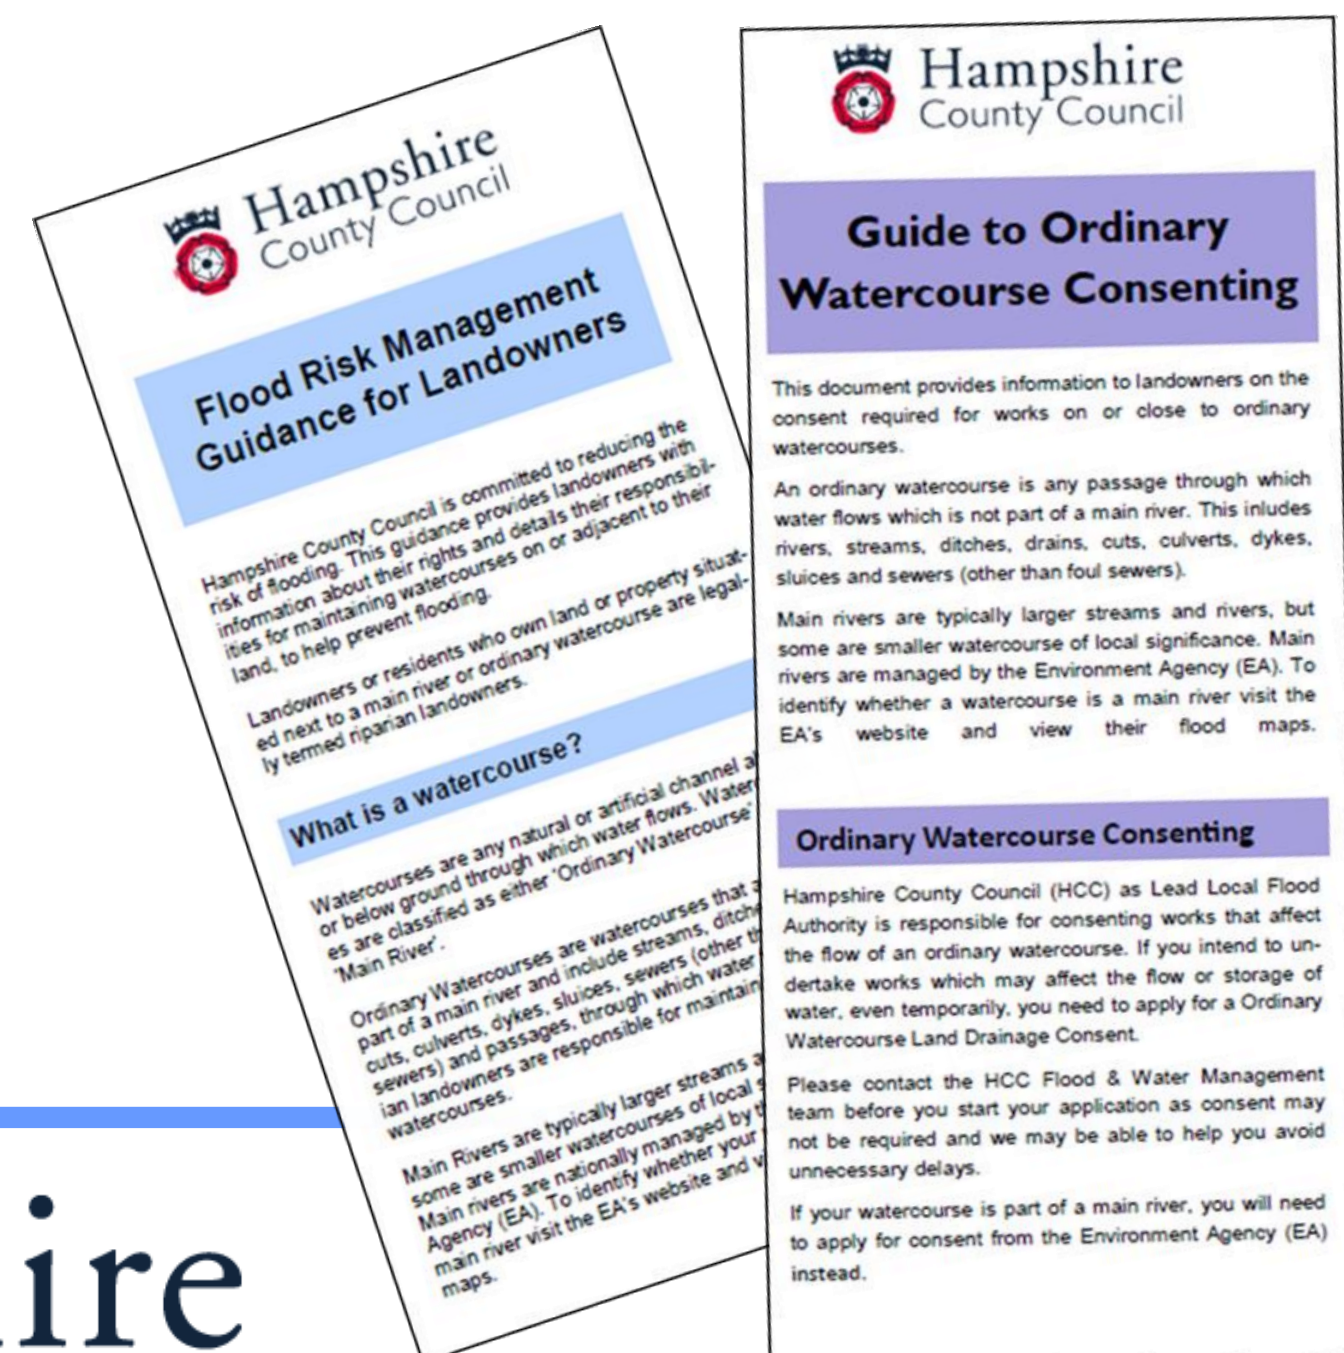 Hampshire
County Council
Flood Risk Management
Guidance for Landowners
Hampshire County Council is committed to reducing the
risk of flooding. This guidance provides landowners with
information about their rights and details their responsibil-
ities for maintaining watercourses on or adjacent to their
land, to help prevent flooding.
Landowners or residents who own land or property situat-
ed next to a main river or ordinary watercourse are legal-
ly termed riparian landowners.
What is a watercourse?
Watercourses are any natural or artificial channel a
or below ground through which water flows. Water
es are classified as either 'Ordinary Watercourse'
'Main River'.
Ordinary Watercourses are watercourses that a
part of a main river and include streams, ditche
cuts, culverts, dykes, sluices, sewers (other th
sewers) and passages, through which water
ian landowners are responsible for maintain
watercourses.
Main Rivers are typically larger streams a
some are smaller watercourses of local s
Main rivers are nationally managed by t
Agency (EA). To identify whether your
main river visit the EA's website and v
maps.
Hampshire
County Council
Guide to Ordinary
Watercourse Consenting
This document provides information to landowners on the
consent required for works on or close to ordinary
watercourses.
An ordinary watercourse is any passage through which
water flows which is not part of a main river. This inludes
rivers, streams, ditches, drains, cuts, culverts, dykes,
sluices and sewers (other than foul sewers).
Main rivers are typically larger streams and rivers, but
some are smaller watercourse of local significance. Main
rivers are managed by the Environment Agency (EA). To
identify whether a watercourse is a main river visit the
EA's website and view their flood maps.
Ordinary Watercourse Consenting
Hampshire County Council (HCC) as Lead Local Flood
Authority is responsible for consenting works that affect
the flow of an ordinary watercourse. If you intend to un-
dertake works which may affect the flow or storage of
water, even temporarily, you need to apply for a Ordinary
Watercourse Land Drainage Consent.
Please contact the HCC Flood & Water Management
team before you start your application as consent may
not be required and we may be able to help you avoid
unnecessary delays.
If your watercourse is part of a main river, you will need
to apply for consent from the Environment Agency (EA)
instead.
ire